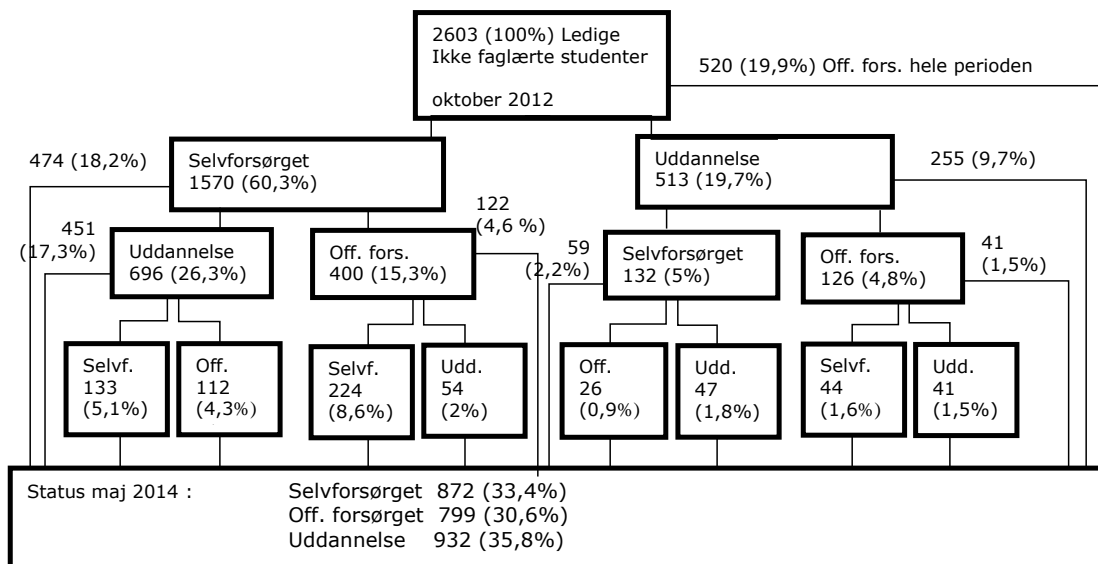 2603 (100%) Ledige
Ikke faglærte studenter
oktober 2012
520 (19,9%) Off. fors. hele perioden
474 (18,2%)
Selvforsørget
1570 (60,3%)
Uddannelse
513 (19,7%)
255 (9,7%)
451
(17,3%)
Uddannelse
696 (26,3%)
Off. fors.
400 (15,3%)
122
(4,6 %)
59
(2,2%)
Selvforsørget
132 (5%)
Off. fors.
126 (4,8%)
41
(1,5%)
Selvf.
133
(5,1%)
Off.
112
(4,3%)
Selvf.
224
(8,6%)
Udd.
54
(2%)
Off.
26
(0,9%)
Udd.
47
(1,8%)
Selvf.
44
(1,6%)
Udd.
41
(1,5%)
Status maj 2014 :
Selvforsørget 872 (33,4%)
Off. forsørget 799 (30,6%)
Uddannelse 932 (35,8%)